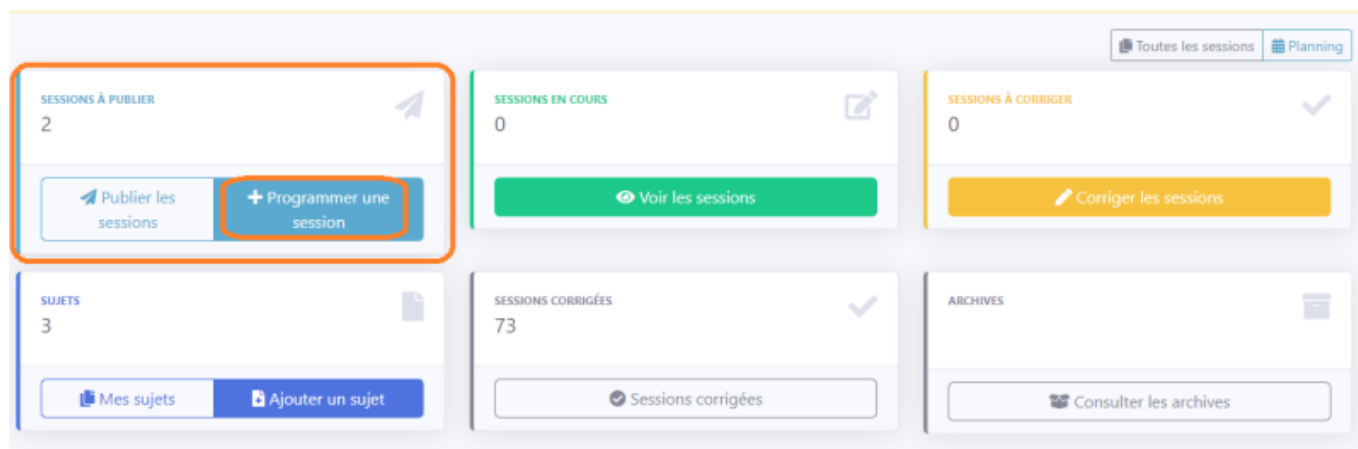 Toutes les sessions Planning
SESSIONS À PUBLIER
2
Publier les
sessions
+ Programmer une
session
SESSIONS EN COURS
0
Voir les sessions
SESSIONS À CORRIGER
0
Corriger les sessions
SUJETS
3
Mes sujets Ajouter un sujet
SESSIONS CORRIGÉES
73
Sessions corrigées
ARCHIVES
Consulter les archives